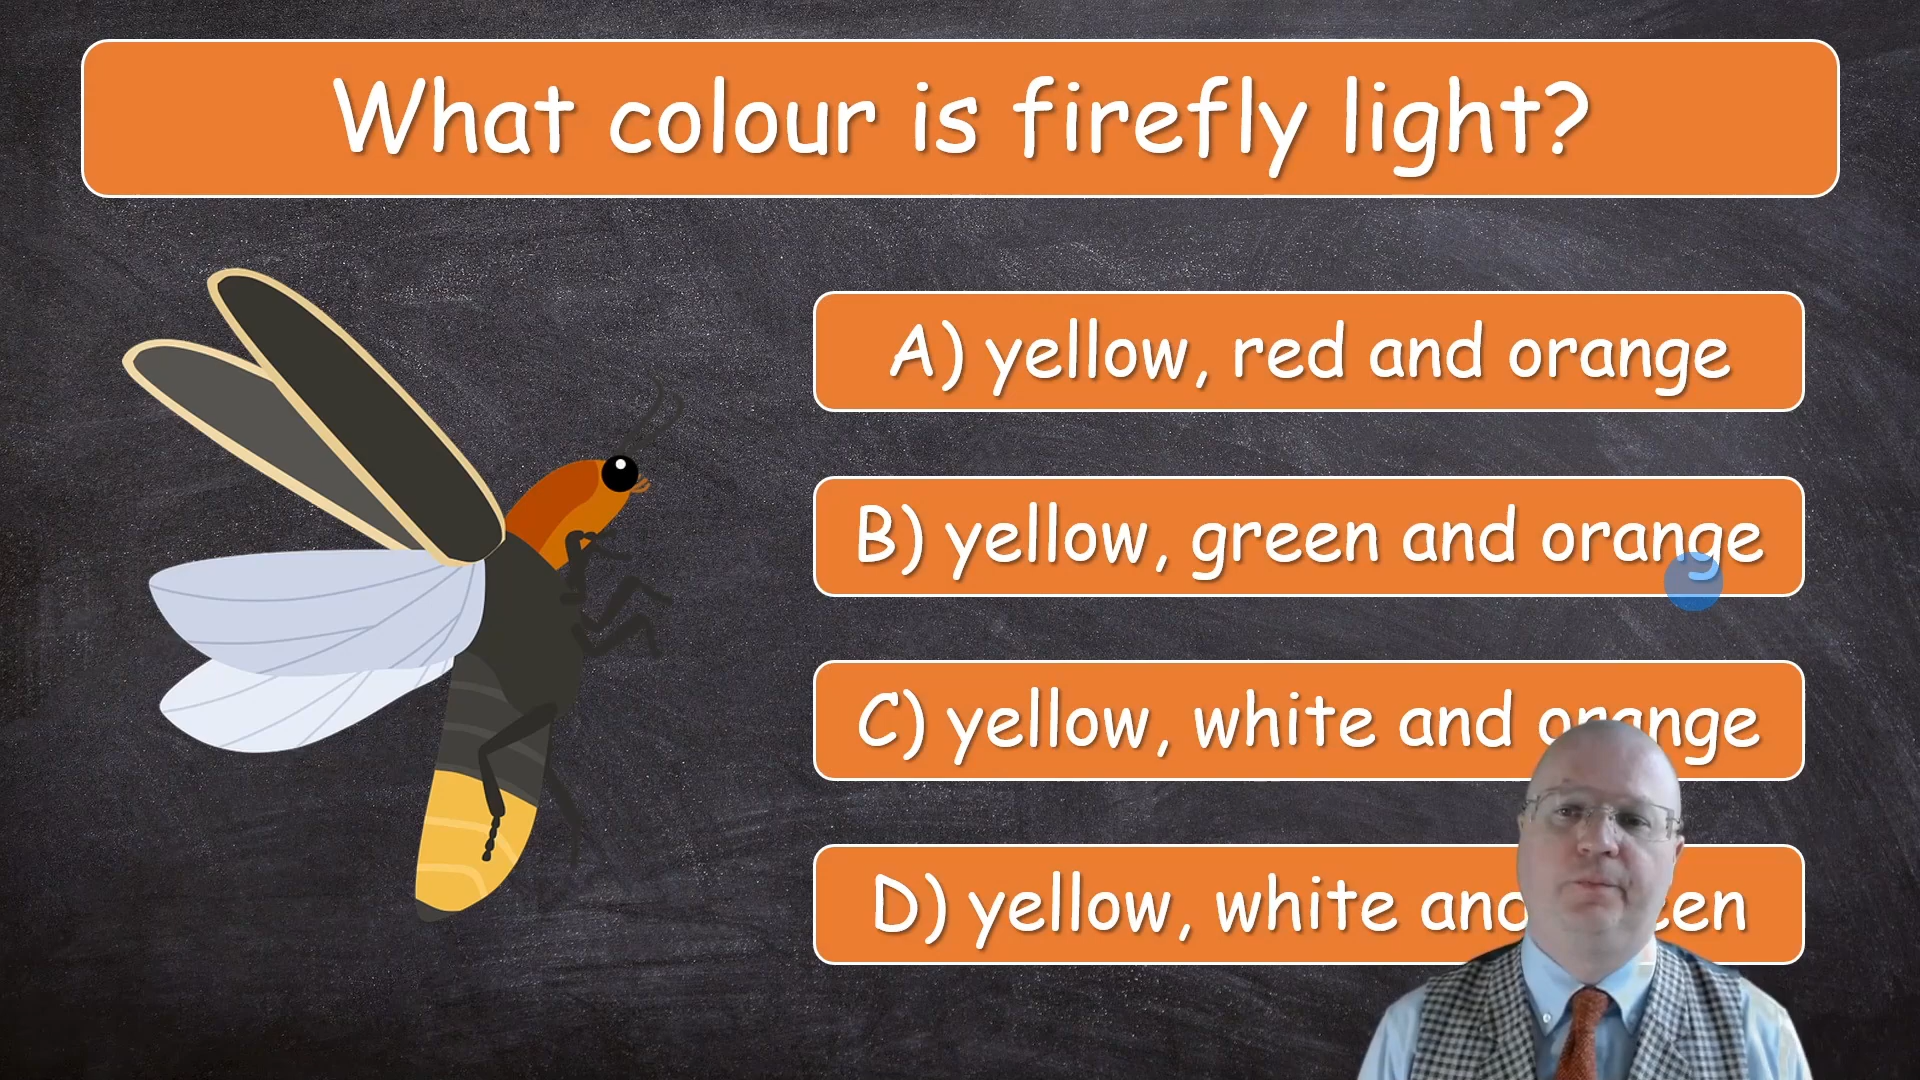 What colour is firefly light?
A) yellow, red and orange
B) yellow, green and orange
C) yellow, white and orange
D) yellow, white and